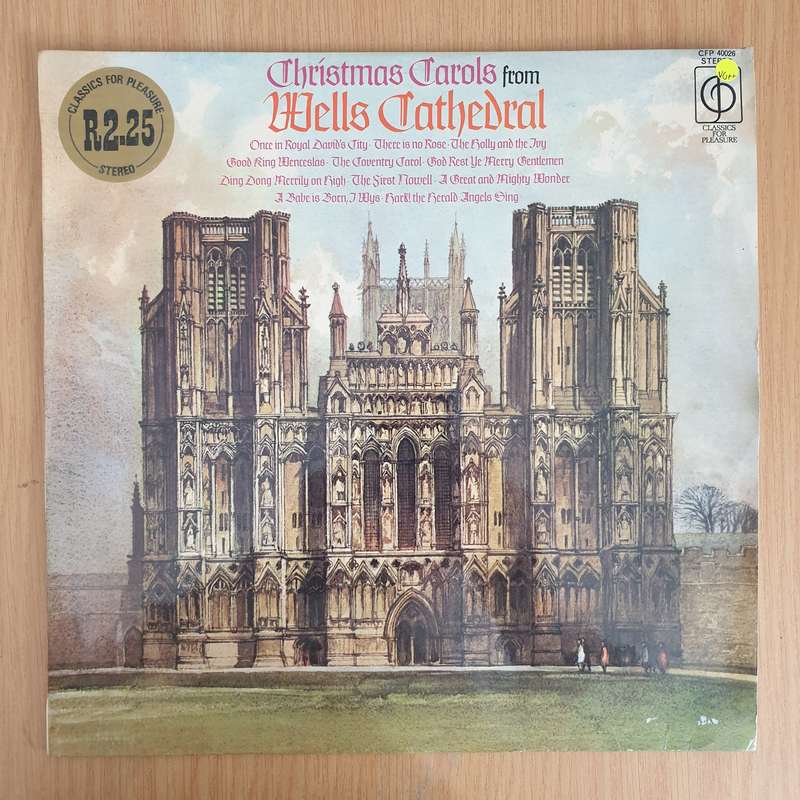 CLASSICS FOR PLEASURE
R.2.25
STEREO
Christmas Carols from
Wells Cathedral
Once in Royal David's City · There is no Rose · The Holly and the Ivy
Good King Wenceslas · The Coventry Carol · God Rest Ye Merry Gentlemen
Ding Dong Merrily on High · The First Nowell · A Great and Mighty Wonder
A Babe is Born, I Wys · Hark! the Herald Angels Sing
CFP 40026
VG++
CLASSICS
FOR
PLEASURE